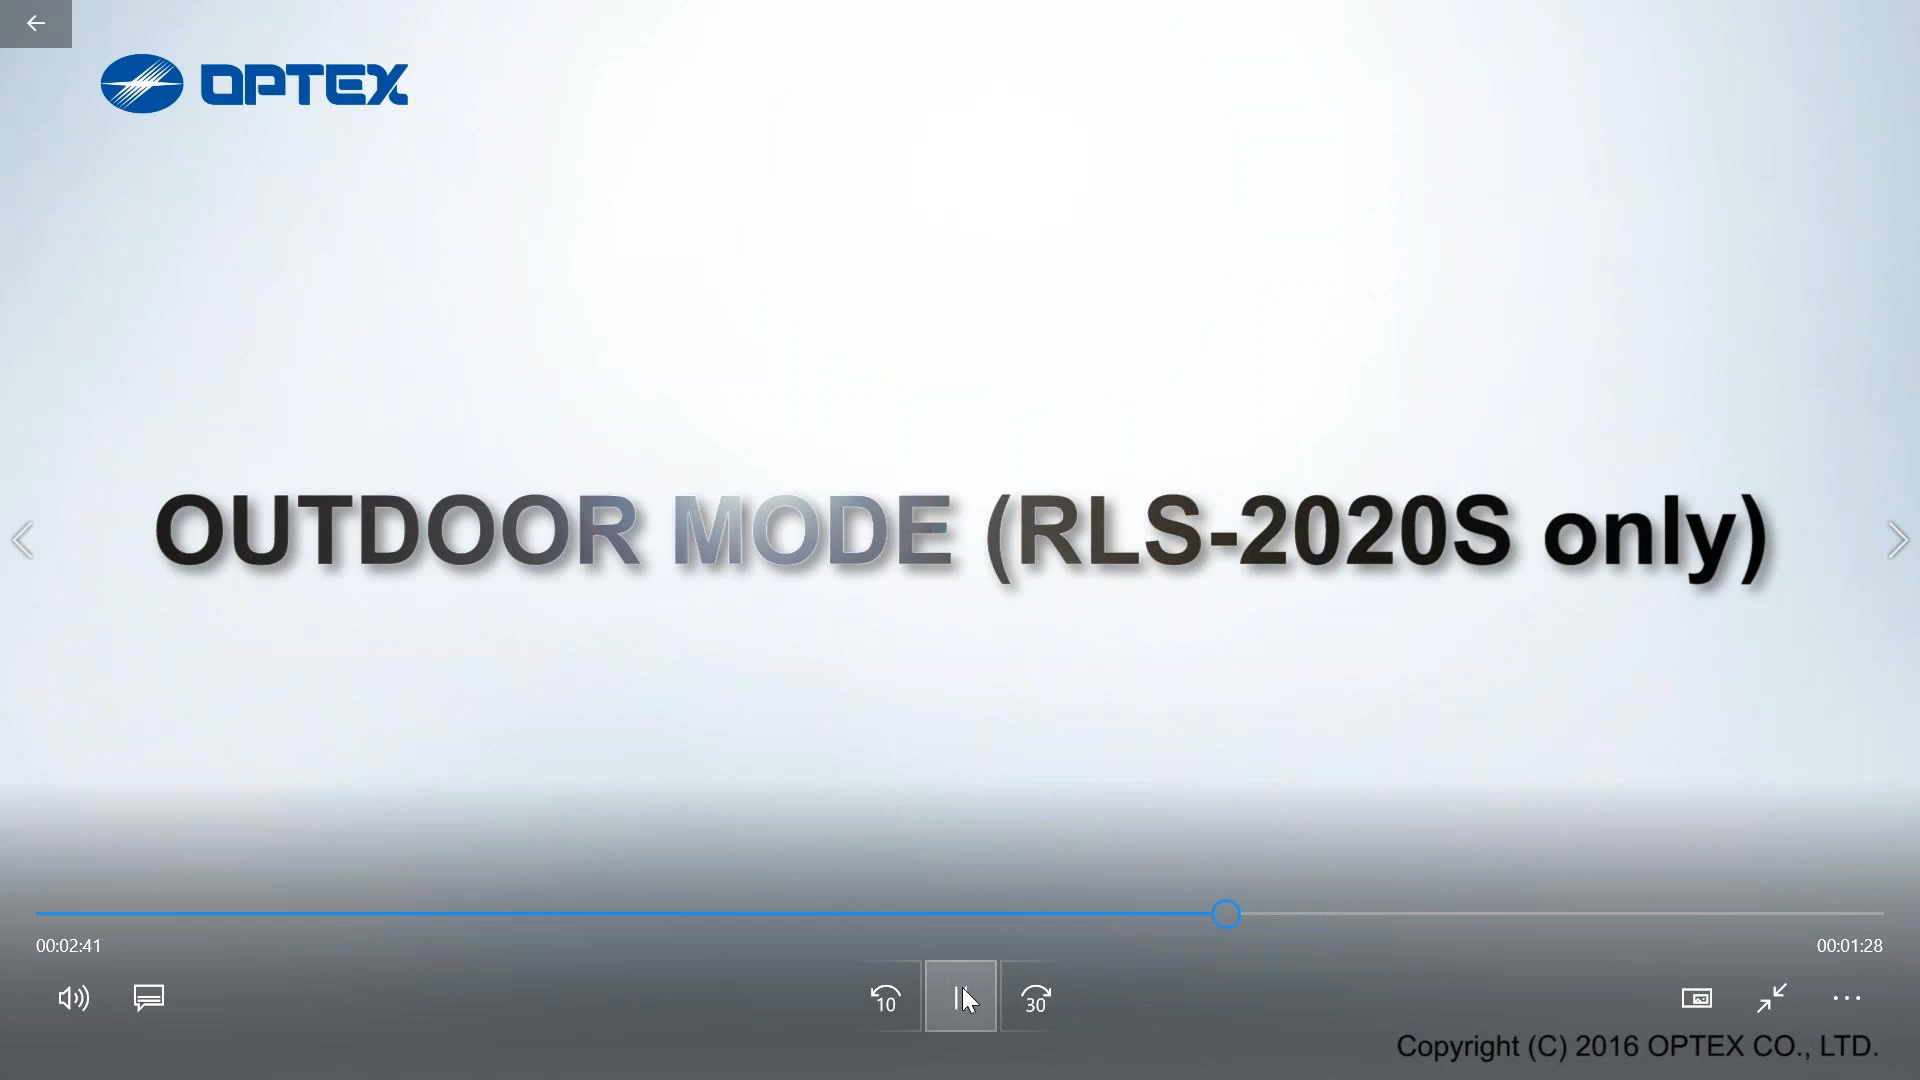 OPTEX
OUTDOOR MODE (RLS-2020S only)
00:02:41
00:01:28
10
30
Copyright (C) 2016 OPTEX CO., LTD.